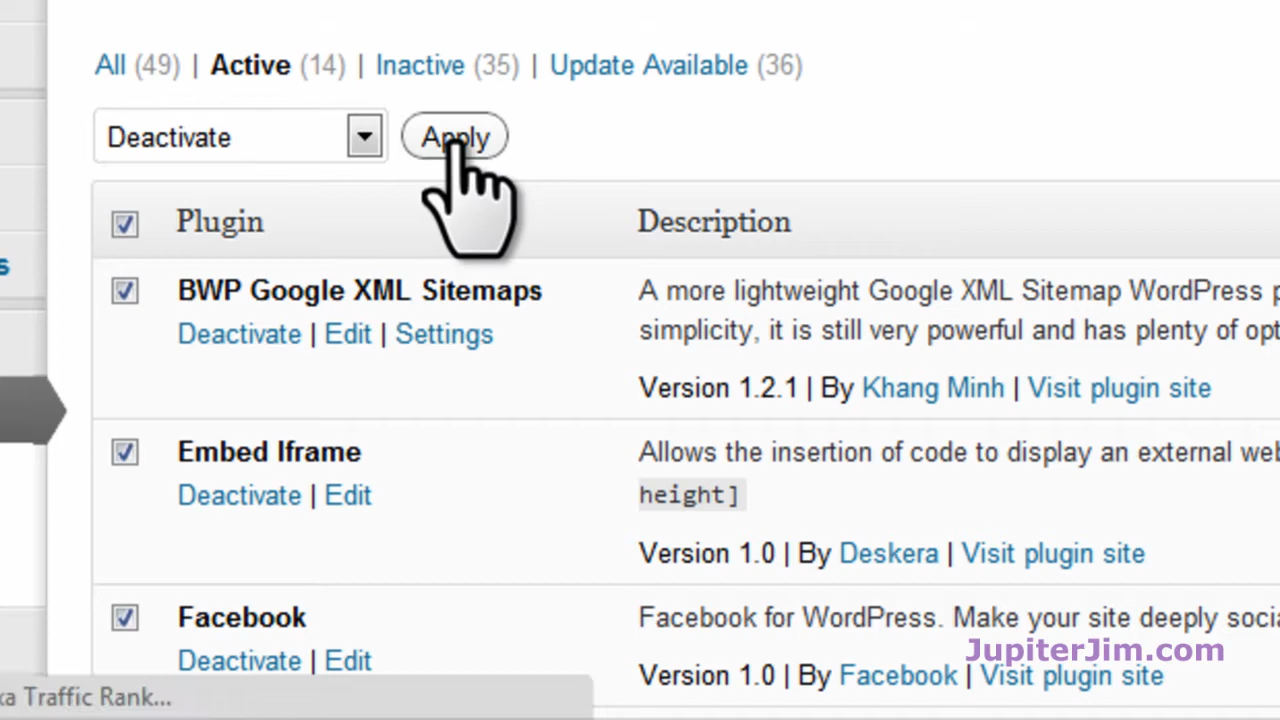 All (49) | Active (14) | Inactive (35) | Update Available (36)
Deactivate Apply
Plugin Description
BWP Google XML Sitemaps
Deactivate | Edit | Settings
A more lightweight Google XML Sitemap WordPress
simplicity, it is still very powerful and has plenty of
Version 1.2.1 | By Khang Minh | Visit plugin site
Embed Iframe
Deactivate | Edit
Allows the insertion of code to display an external
height]
Version 1.0 | By Deskera | Visit plugin site
Facebook
Deactivate | Edit
Facebook for WordPress. Make your site deeply
Version 1.0 | By Facebook | Visit plugin site
JupiterJim.com
Traffic Rank...